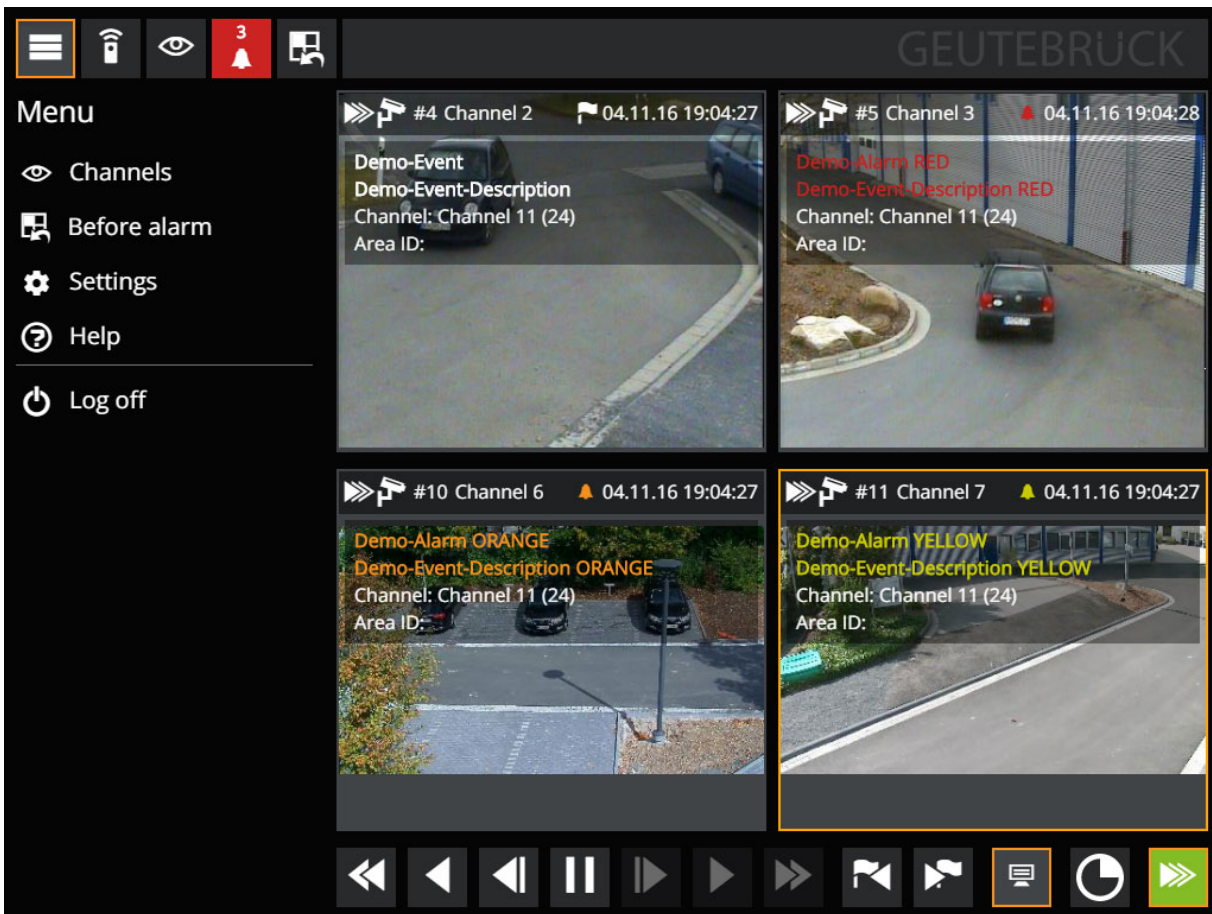 3
GEUTEBRÜCK
Menu
Channels
Before alarm
Settings
Help
Log off
#4 Channel 2 04.11.16 19:04:27
Demo-Event
Demo-Event-Description
Channel: Channel 11 (24)
Area ID:
#5 Channel 3 04.11.16 19:04:28
Demo-Alarm RED
Demo-Event-Description RED
Channel: Channel 11 (24)
Area ID:
#10 Channel 6 04.11.16 19:04:27
Demo-Alarm ORANGE
Demo-Event-Description ORANGE
Channel: Channel 11 (24)
Area ID:
#11 Channel 7 04.11.16 19:04:27
Demo-Alarm YELLOW
Demo-Event-Description YELLOW
Channel: Channel 11 (24)
Area ID: